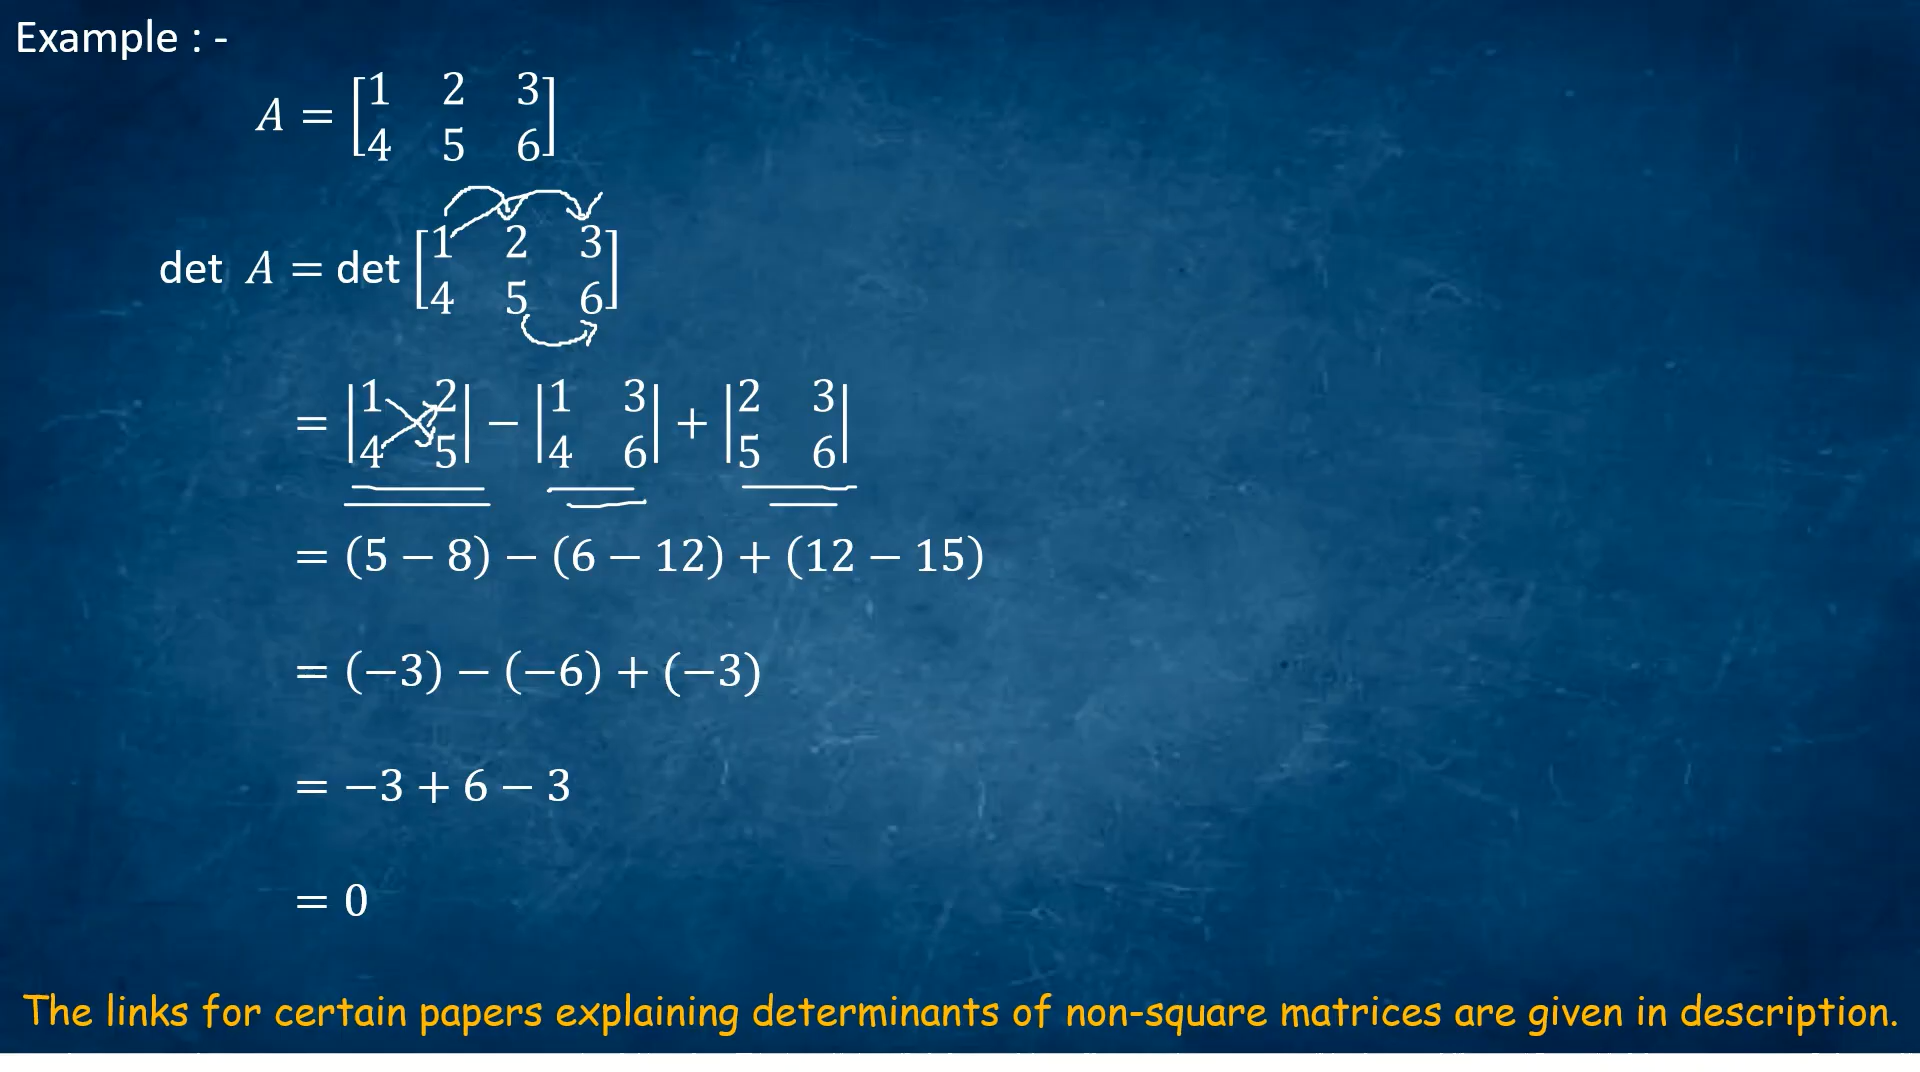 Example : -
A = [1 2 3
4 5 6]
det A = det [1 2 3
4 5 6]
= |1 2| − |1 3| + |2 3|
|4 5| |4 6| |5 6|
= (5 − 8) − (6 − 12) + (12 − 15)
= (−3) − (−6) + (−3)
= −3 + 6 − 3
= 0
The links for certain papers explaining determinants of non-square matrices are given in description.